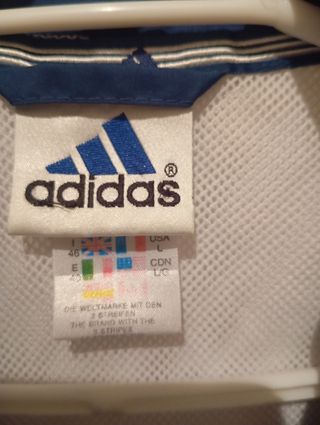 adidas®
I
46
USA
L
E
CDN
L/G
DIE WELTMARKE MIT DEN
3 STREIFEN
THE BRAND WITH THE
3 STRIPES